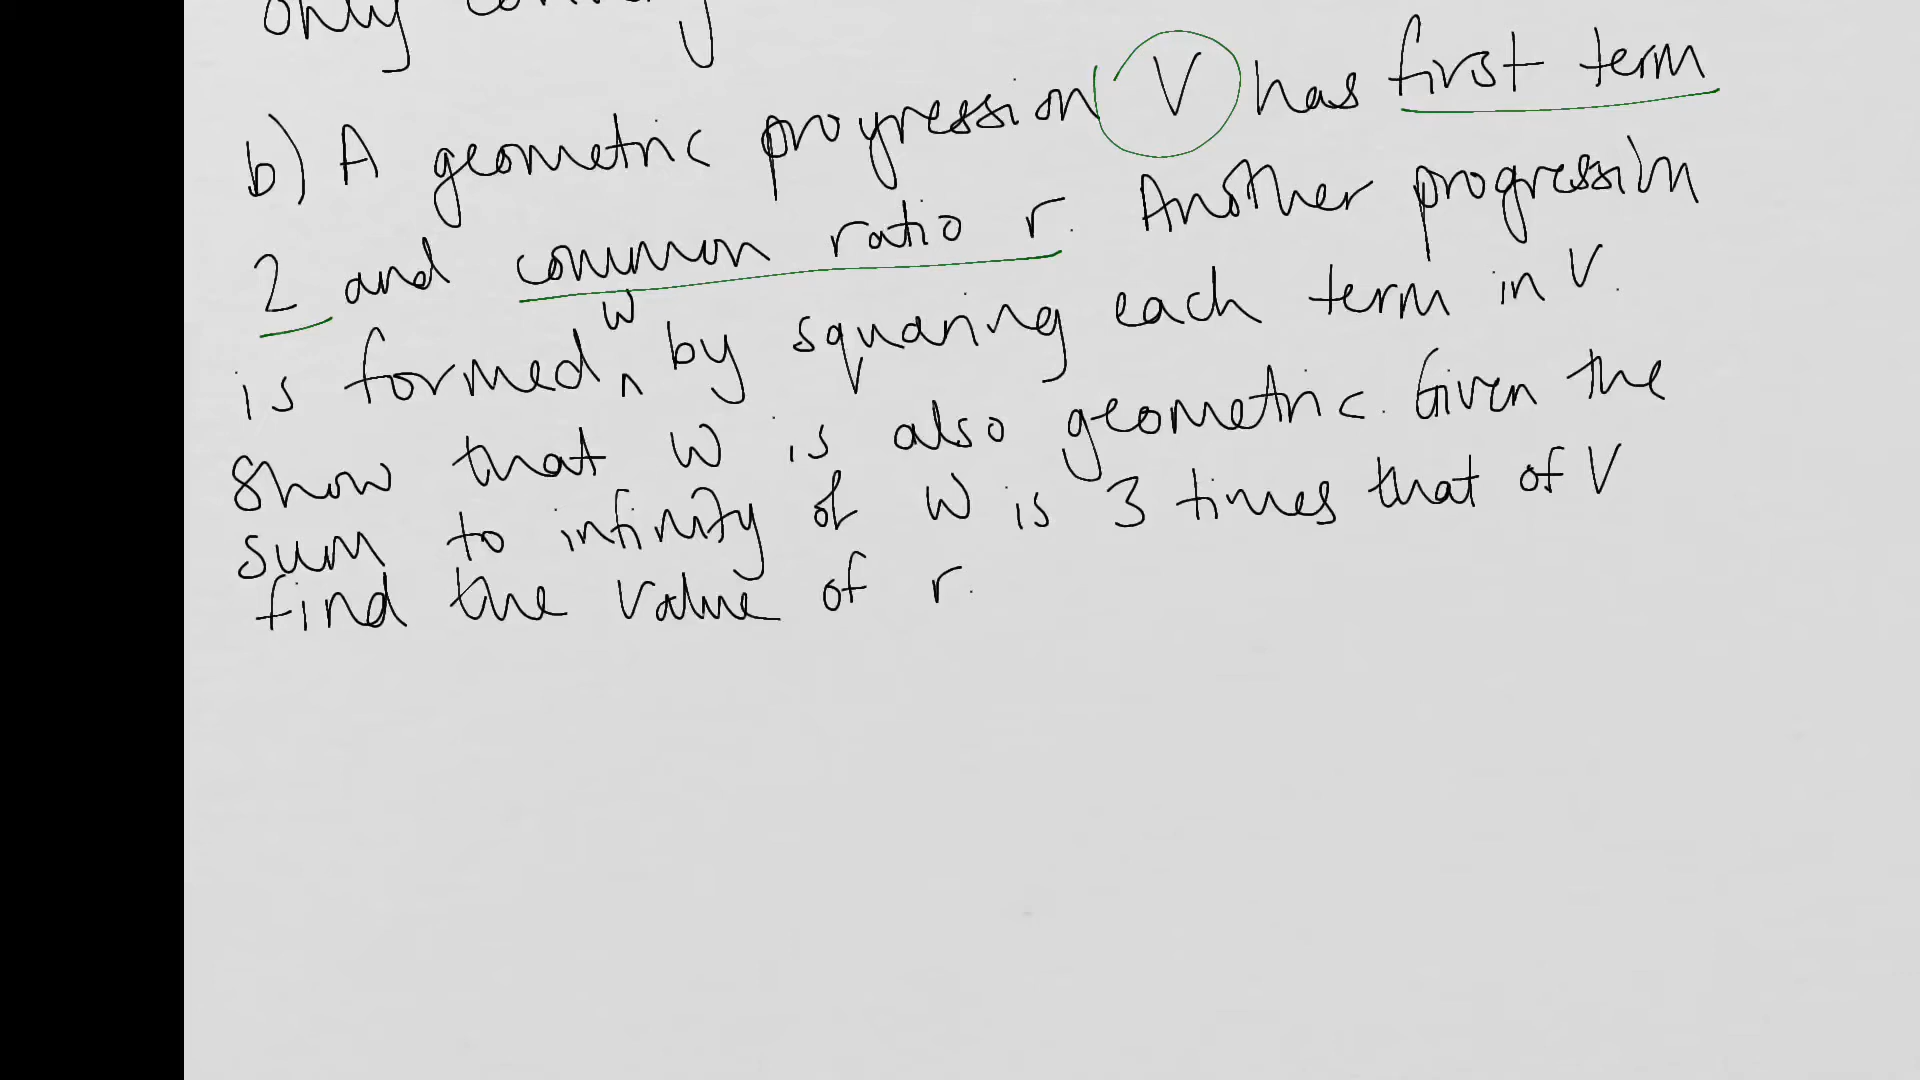 only
b) A geometric progression V has first term
2 and common ratio r. Another progression
is formed ^ W by squaring each term in V.
Show that W is also geometric. Given the
sum to infinity of W is 3 times that of V
find the value of r.